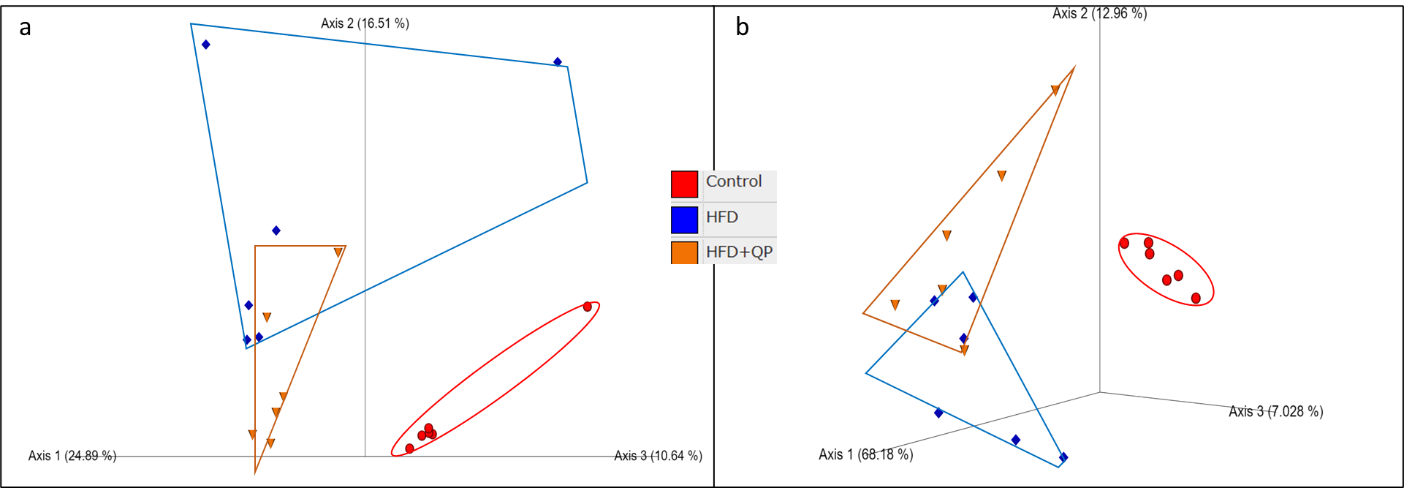 a
Axis 2 (16.51 %)
Axis 1 (24.89 %)
Axis 3 (10.64 %)
Control
HFD
HFD+QP
b
Axis 2 (12.96 %)
Axis 1 (68.18 %)
Axis 3 (7.028 %)